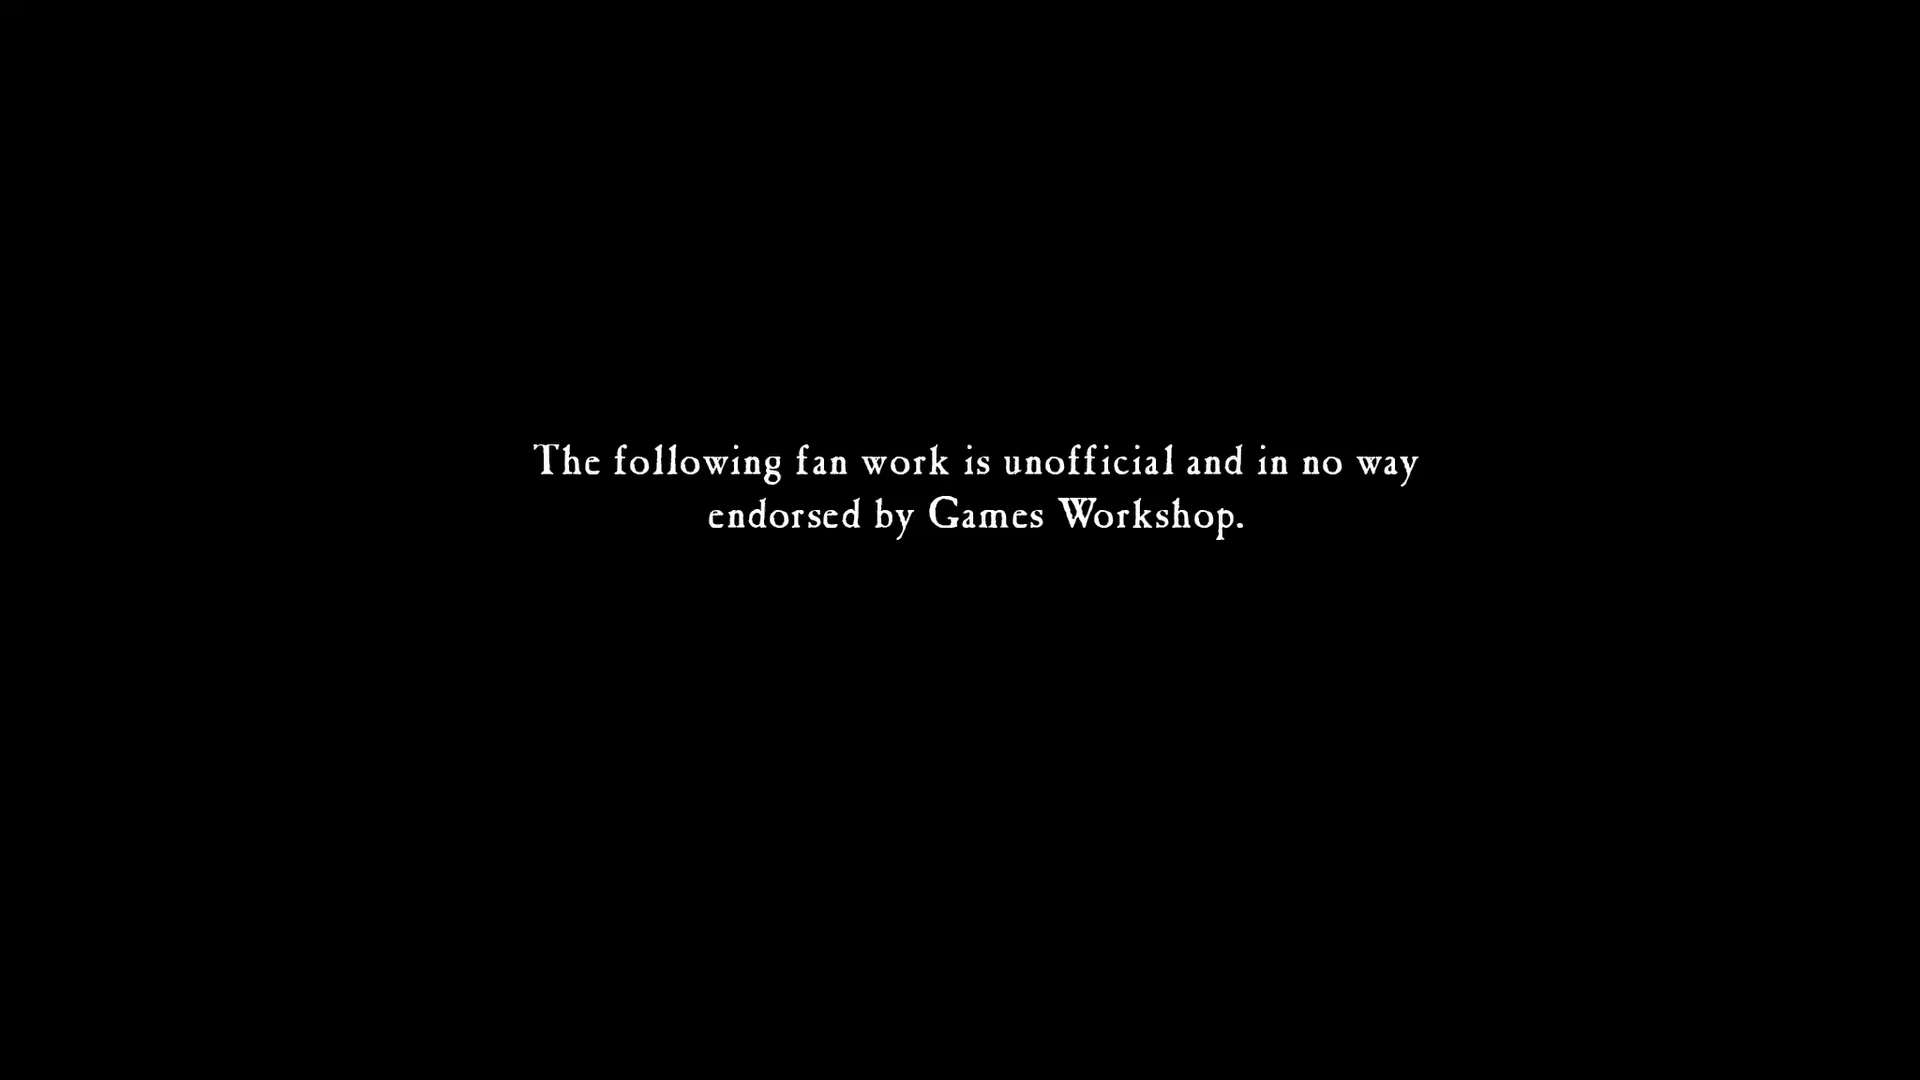 The following fan work is unofficial and in no way
endorsed by Games Workshop.